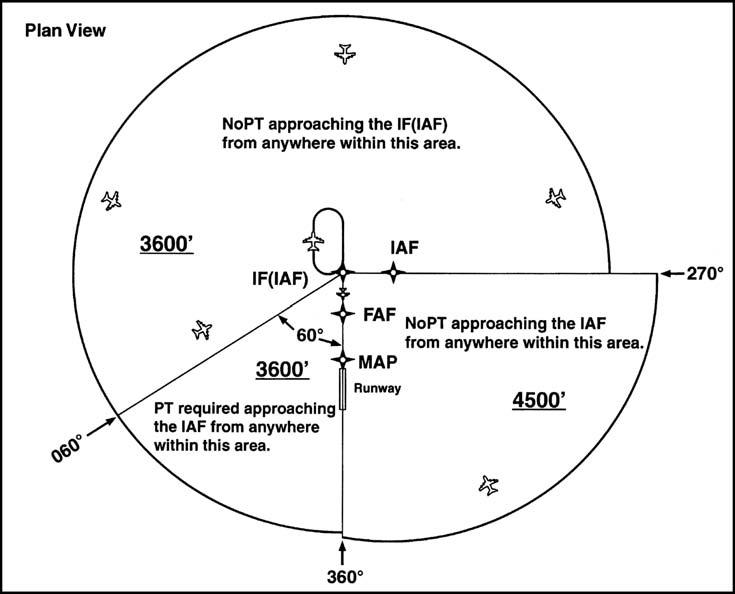 Plan View
NoPT approaching the IF(IAF)
from anywhere within this area.
3600’
IAF
IF(IAF)
270°
FAF
NoPT approaching the IAF
from anywhere within this area.
60°
MAP
3600’
Runway
4500’
PT required approaching
the IAF from anywhere
within this area.
060°
360°